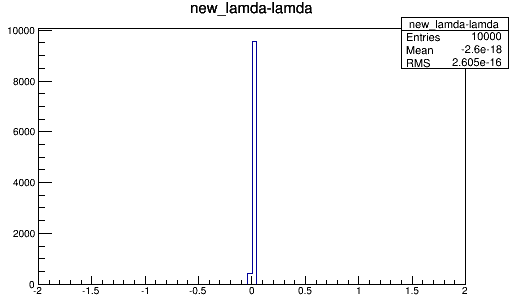 new_lamda-lamda
new_lamda-lamda
Entries 10000
Mean -2.6e-18
RMS 2.605e-16
10000
8000
6000
4000
2000
0
-2 -1.5 -1 -0.5 0 0.5 1 1.5 2